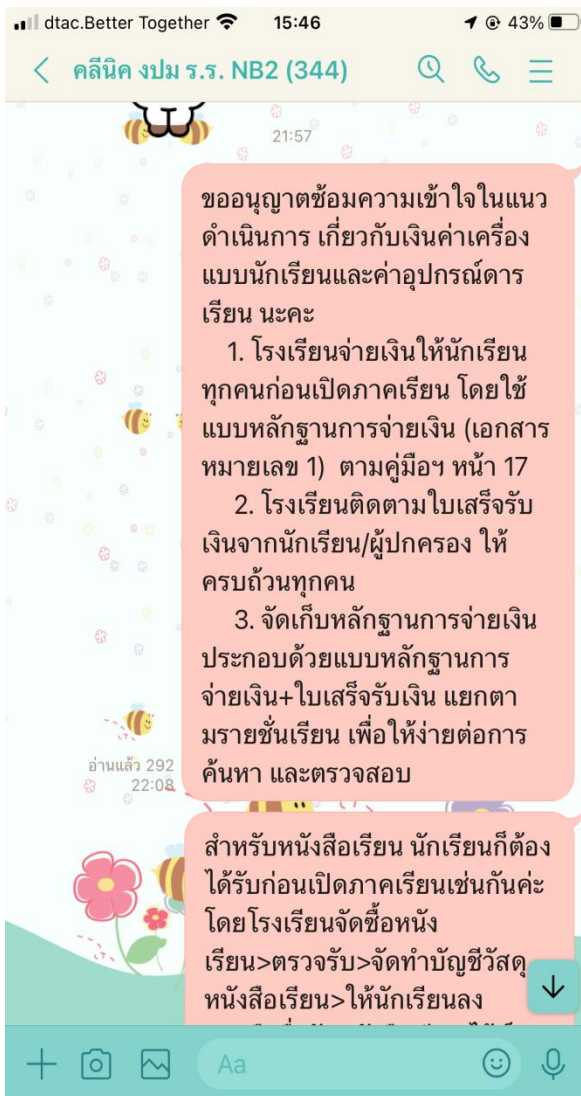 dtac.Better Together 15:46 43%
คลีนิค งปม ร.ร. NB2 (344)
21:57
ขออนุญาตซ้อมความเข้าใจในแนว
ดำเนินการ เกี่ยวกับเงินค่าเครื่อง
แบบนักเรียนและค่าอุปกรณ์ดาร
เรียน นะคะ
1. โรงเรียนจ่ายเงินให้นักเรียน
ทุกคนก่อนเปิดภาคเรียน โดยใช้
แบบหลักฐานการจ่ายเงิน (เอกสาร
หมายเลข 1) ตามคู่มือฯ หน้า 17
2. โรงเรียนติดตามใบเสร็จรับ
เงินจากนักเรียน/ผู้ปกครอง ให้
ครบถ้วนทุกคน
3. จัดเก็บหลักฐานการจ่ายเงิน
ประกอบด้วยแบบหลักฐานการ
จ่ายเงิน+ใบเสร็จรับเงิน แยกตา
มรายชั่นเรียน เพื่อให้ง่ายต่อการ
ค้นหา และตรวจสอบ
อ่านแล้ว 292
22:08
สำหรับหนังสือเรียน นักเรียนก็ต้อง
ได้รับก่อนเปิดภาคเรียนเช่นกันค่ะ
โดยโรงเรียนจัดซื้อหนัง
เรียน>ตรวจรับ>จัดทำบัญชีวัสดุ
หนังสือเรียน>ให้นักเรียนลง
Aa